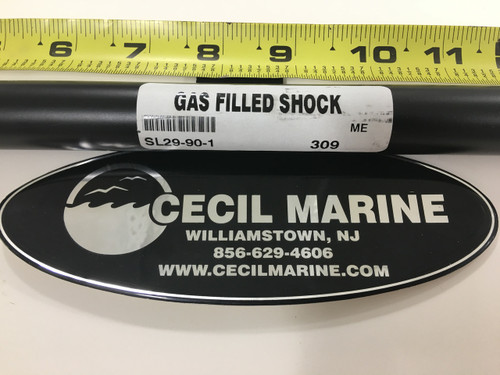 6 7 8 9 10 11
GAS FILLED SHOCK
ME
SL29-90-1 309
CECIL MARINE
WILLIAMSTOWN, NJ
856-629-4606
WWW.CECILMARINE.COM